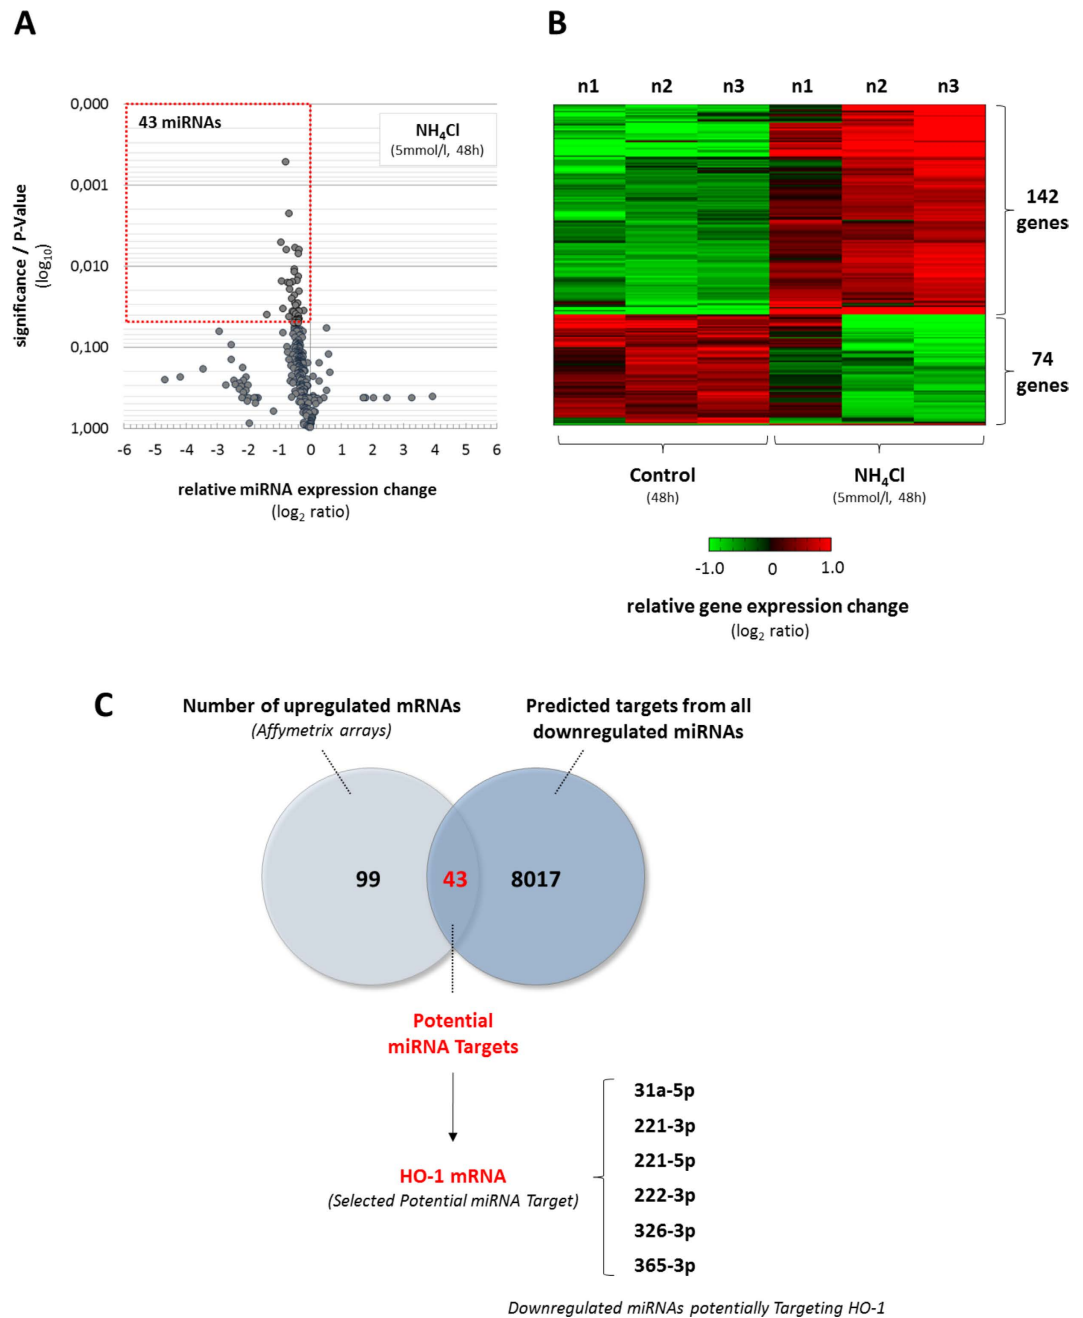 A
43 miRNAs
NH4Cl
(5mmol/l, 48h)
0,000
0,001
0,010
0,100
1,000
significance / P-Value
(log10)
-6 -5 -4 -3 -2 -1 0 1 2 3 4 5 6
relative miRNA expression change
(log2 ratio)
B
n1 n2 n3 n1 n2 n3
142
genes
74
genes
Control
(48h)
NH4Cl
(5mmol/l, 48h)
-1.0 0 1.0
relative gene expression change
(log2 ratio)
C
Number of upregulated mRNAs
(Affymetrix arrays)
Predicted targets from all
downregulated miRNAs
99 43 8017
Potential
miRNA Targets
HO-1 mRNA
(Selected Potential miRNA Target)
31a-5p
221-3p
221-5p
222-3p
326-3p
365-3p
Downregulated miRNAs potentially Targeting HO-1